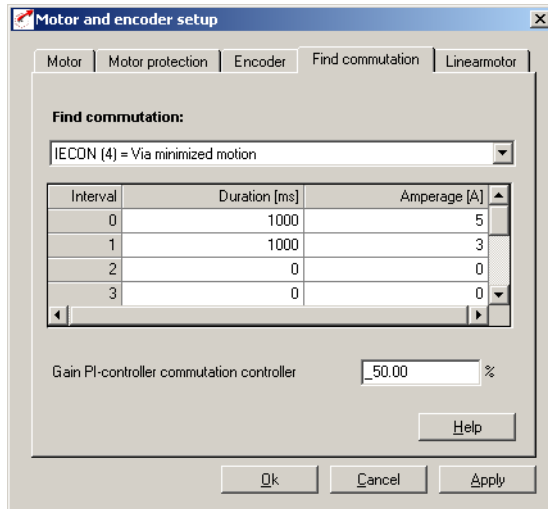 Motor and encoder setup
Motor Motor protection Encoder Find commutation Linearmotor
Find commutation:
IECON (4) = Via minimized motion
Interval Duration [ms] Amperage [A]
0 1000 5
1 1000 3
2 0 0
3 0 0
Gain PI-controller commutation controller _50.00 %
Help
Ok Cancel Apply